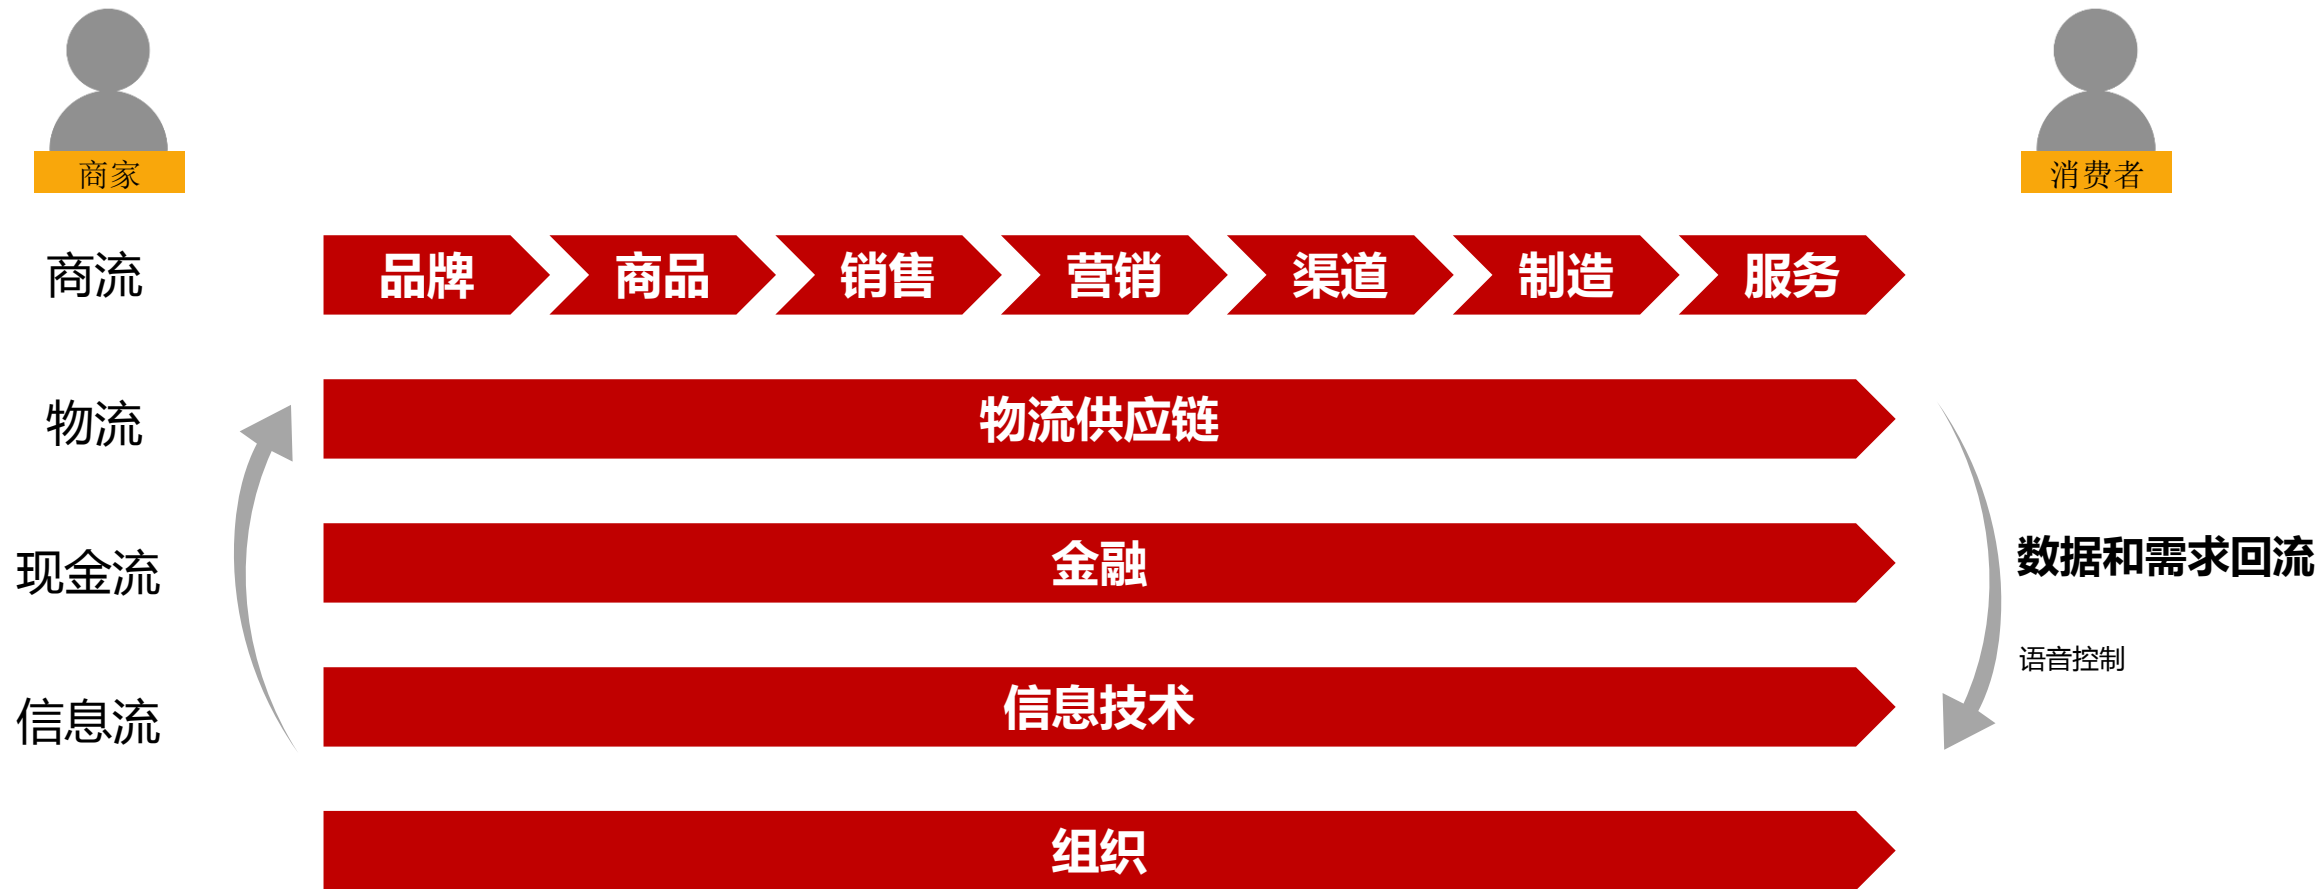 商家
消费者
商流
品牌 商品 销售 营销 渠道 制造 服务
物流
物流供应链
现金流
金融
数据和需求回流
语音控制
信息流
信息技术
组织